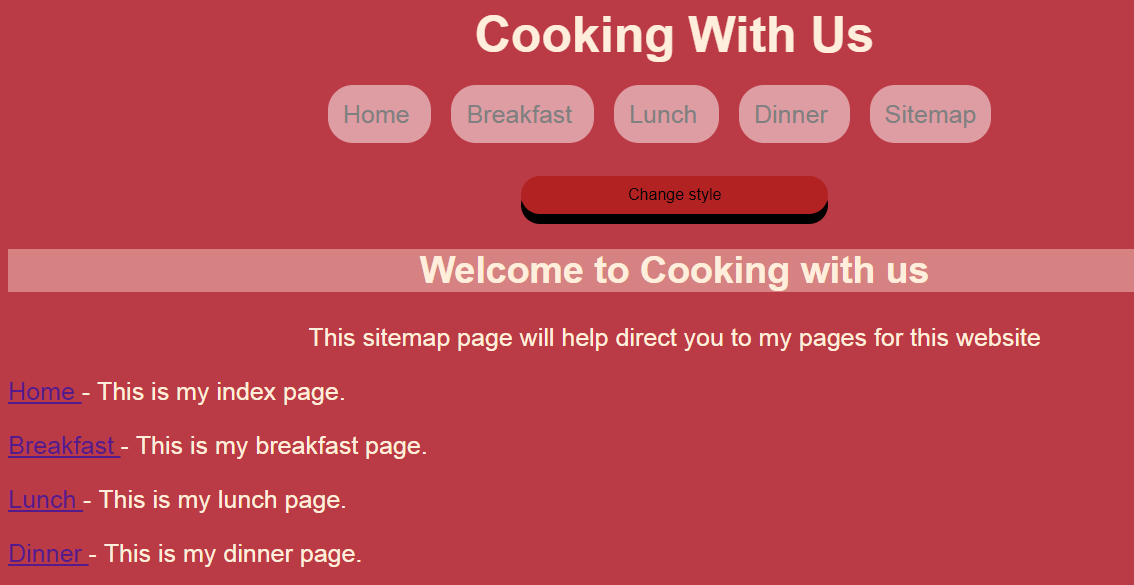 Cooking With Us
Home Breakfast Lunch Dinner Sitemap
Change style
Welcome to Cooking with us
This sitemap page will help direct you to my pages for this website
Home - This is my index page.
Breakfast - This is my breakfast page.
Lunch - This is my lunch page.
Dinner - This is my dinner page.